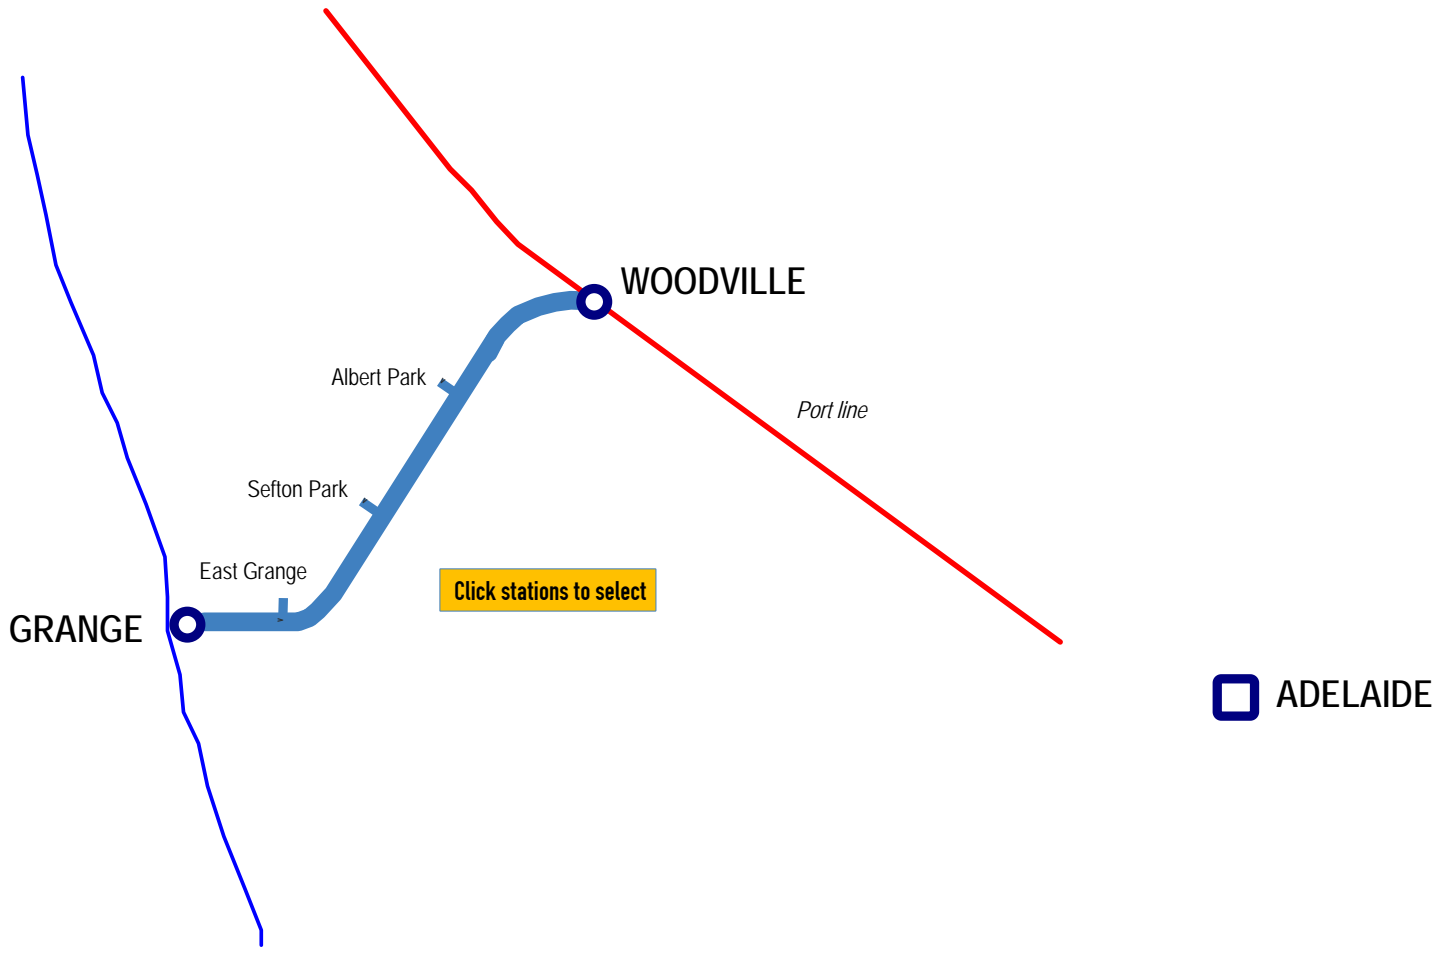 WOODVILLE
Albert Park
Port line
Sefton Park
East Grange
Click stations to select
GRANGE
ADELAIDE